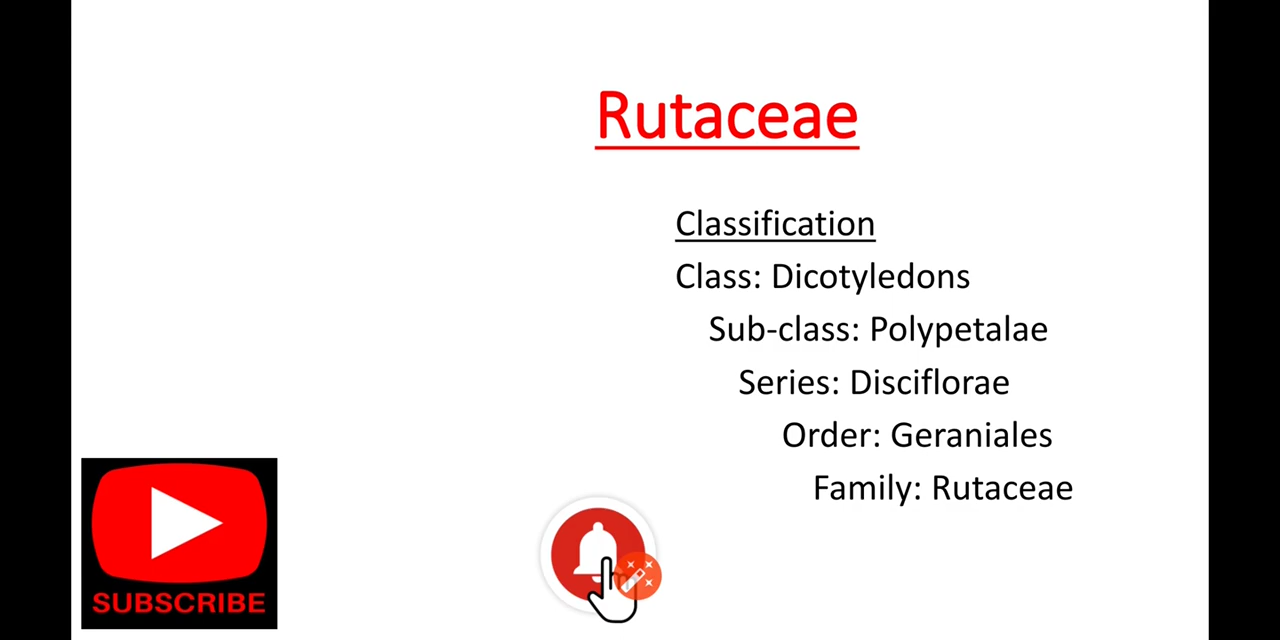 Rutaceae
Classification
Class: Dicotyledons
Sub-class: Polypetalae
Series: Disciflorae
Order: Geraniales
Family: Rutaceae
SUBSCRIBE